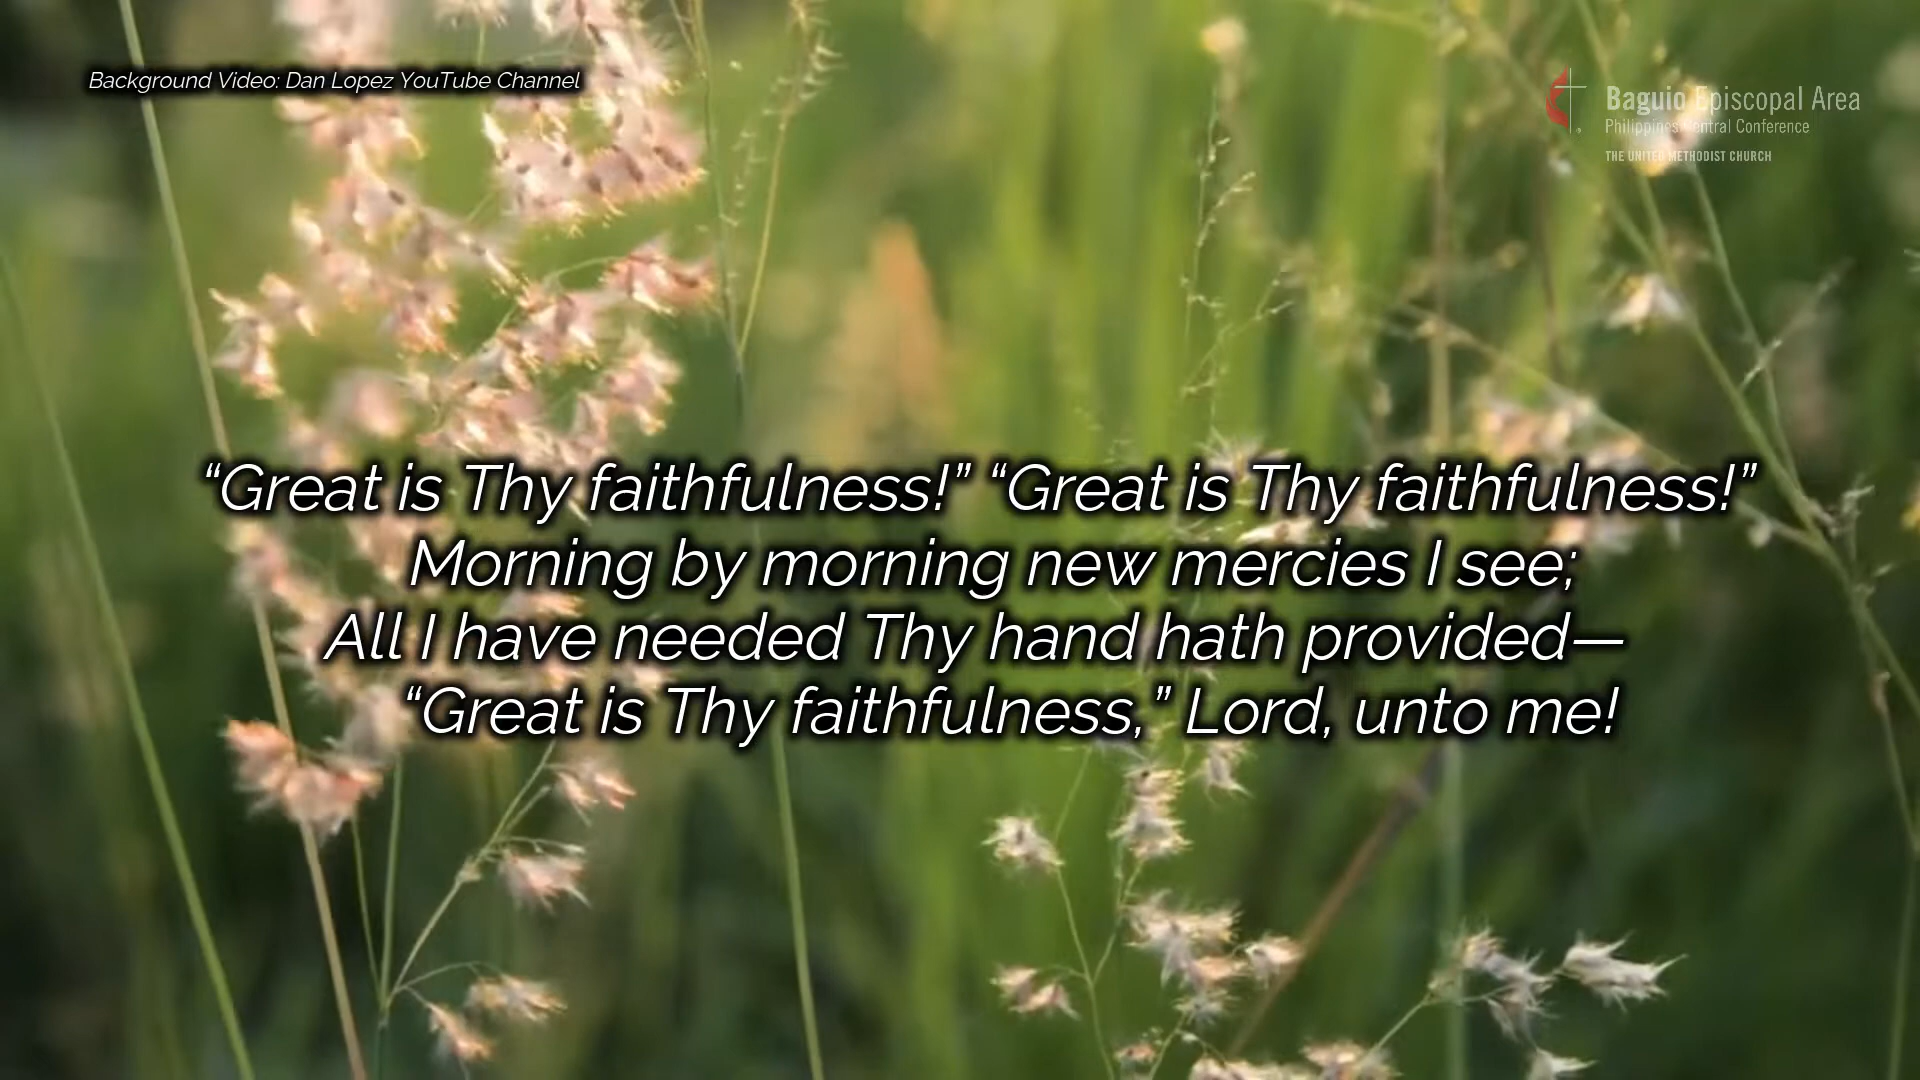 Background Video: Dan Lopez YouTube Channel
Baguio Episcopal Area
Philippines Central Conference
THE UNITED METHODIST CHURCH
“Great is Thy faithfulness!” “Great is Thy faithfulness!”
Morning by morning new mercies I see;
All I have needed Thy hand hath provided—
“Great is Thy faithfulness,” Lord, unto me!